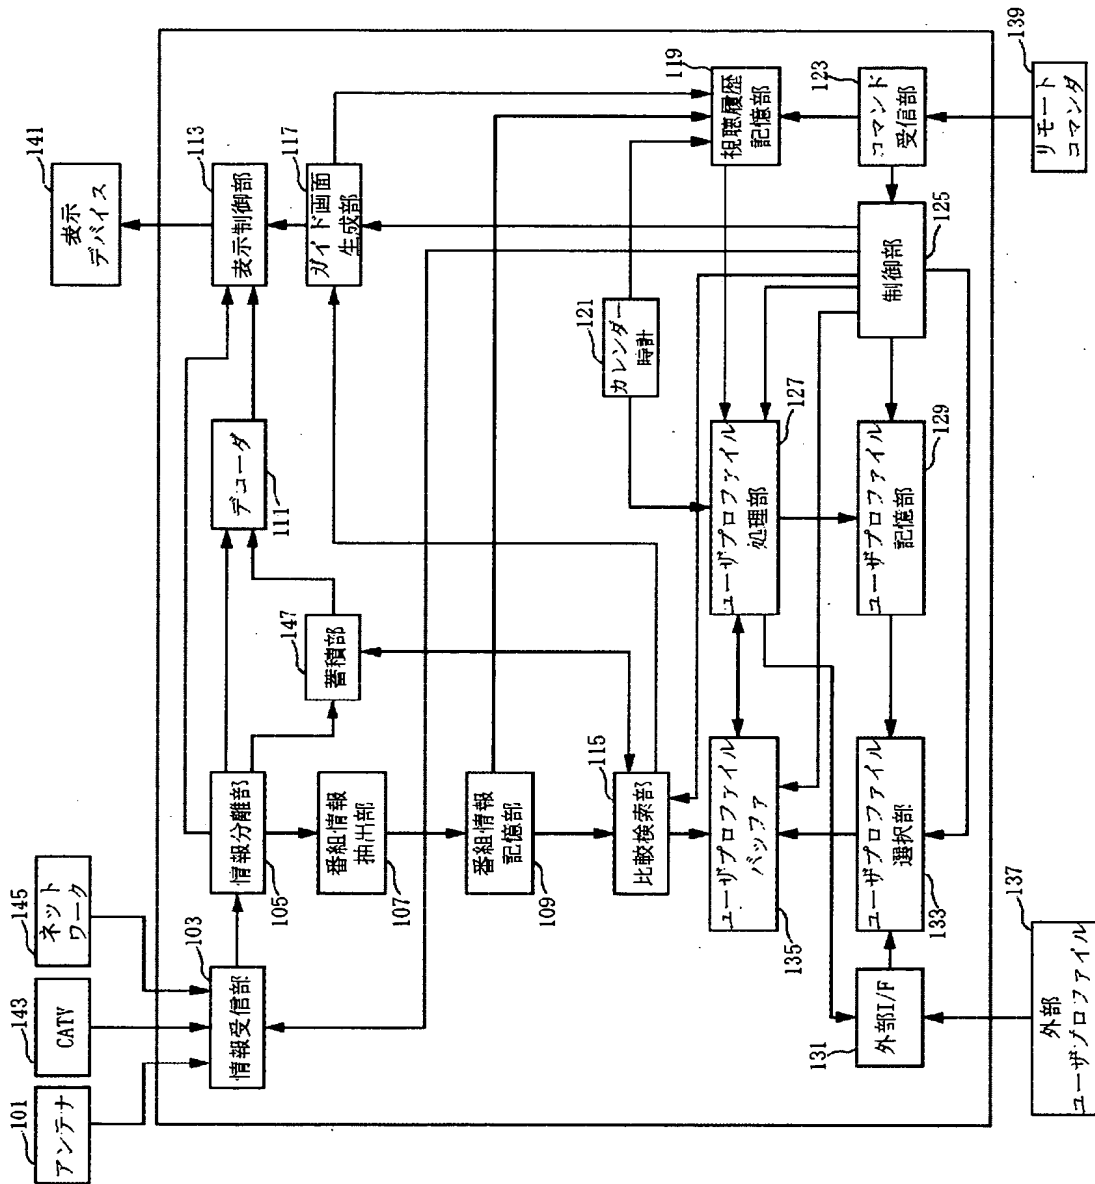 アンテナ
101
CATV
143
ネット
ワーク
145
情報受信部
103
情報分離部
105
番組情報
抽出部
107
番組情報
記憶部
109
デコーダ
111
蓄積部
147
表示
デバイス
141
表示制御部
113
ガイド画面
生成部
117
比較検索部
115
カレンダー
時計
121
視聴履歴
記憶部
119
コマンド
受信部
123
リモート
コマンダ
139
制御部
125
ユーザプロファイル
処理部
127
ユーザプロファイル
記憶部
129
ユーザプロファイル
バッファ
135
ユーザプロファイル
選択部
133
外部I/F
131
外部
ユーザプロファイル
137